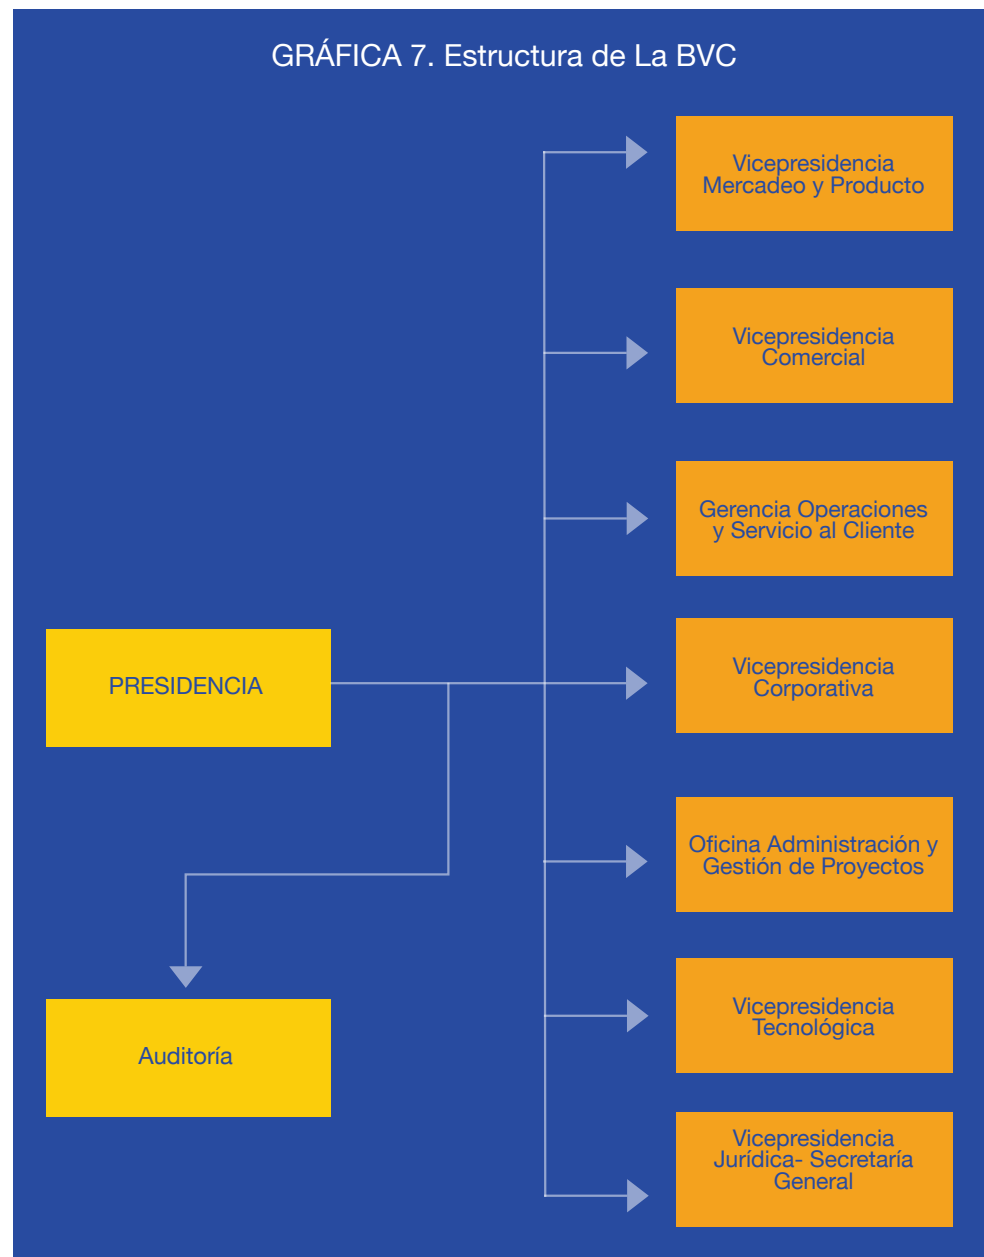 GRÁFICA 7. Estructura de La BVC
Vicepresidencia
Mercadeo y Producto
Vicepresidencia
Comercial
Gerencia Operaciones
y Servicio al Cliente
PRESIDENCIA
Vicepresidencia
Corporativa
Oficina Administración y
Gestión de Proyectos
Auditoría
Vicepresidencia
Tecnológica
Vicepresidencia
Jurídica- Secretaría
General